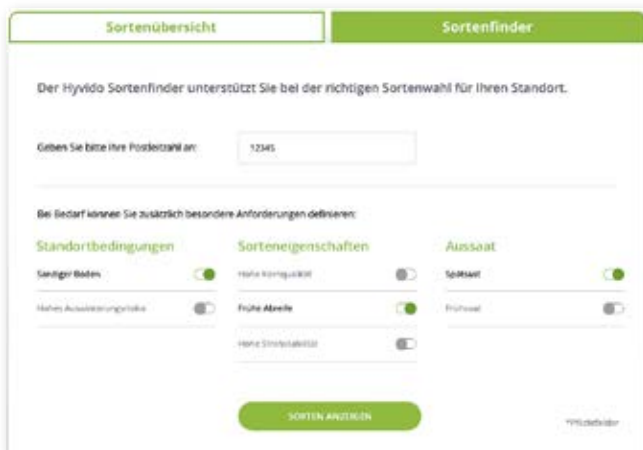 Sortenübersicht
Sortenfinder
Der Hyvido Sortenfinder unterstützt Sie bei der richtigen Sortenwahl für Ihren Standort.
Geben Sie bitte Ihre Postleitzahl an:
12345
Bei Bedarf können Sie zusätzlich besondere Anforderungen definieren:
Standortbedingungen
Sandiger Boden
Hohes Auswinterungsrisiko
Sorteneigenschaften
Hohe Kornqualität
Frühe Abreife
Hohe Strohstabilität
Aussaat
Spätsaat
Frühsaat
SORTEN ANZEIGEN
*Pflichtfelder